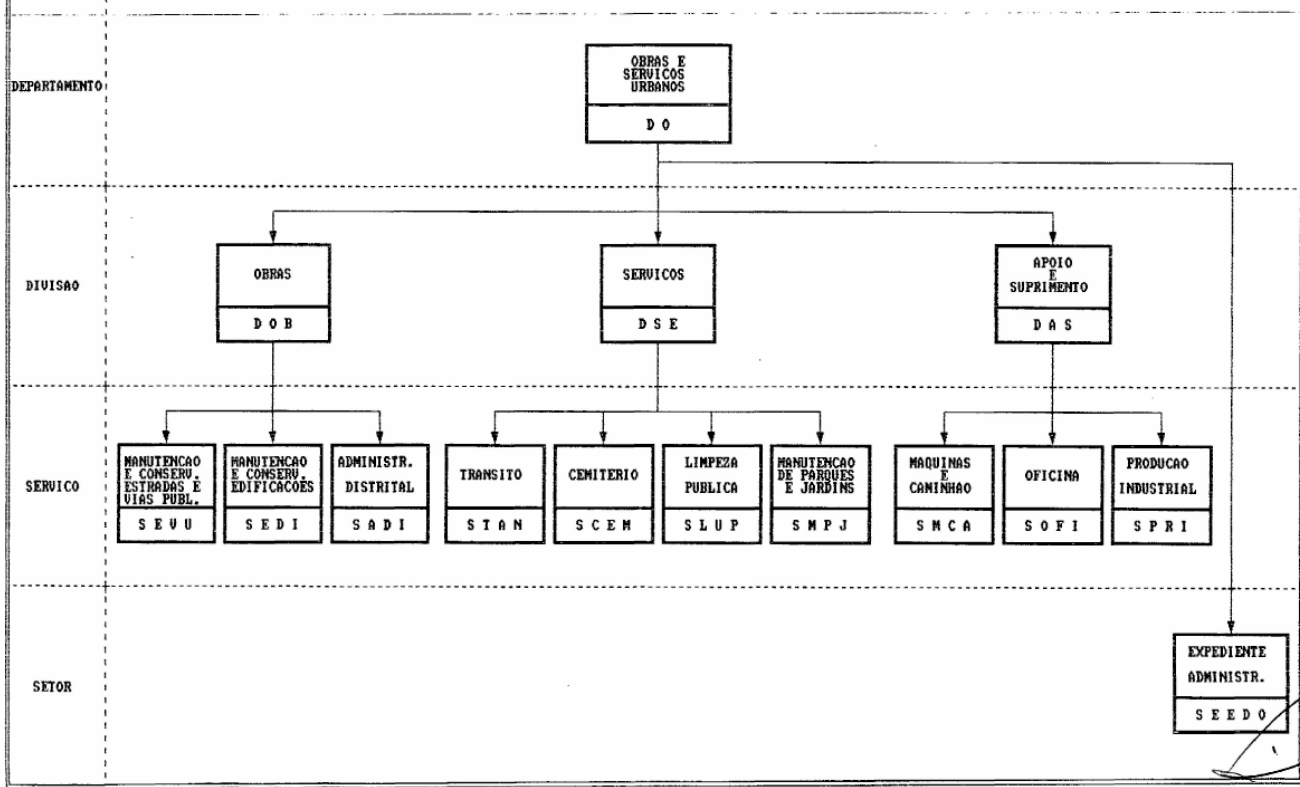 DEPARTAMENTO
OBRAS E
SERVICOS
URBANOS
D O
DIVISAO
OBRAS
D O B
SERVICOS
D S E
APOIO
E
SUPRIMENTO
D A S
SERVICO
MANUTENCAO
E CONSERV.
ESTRADAS E
VIAS PUBL.
S E V U
MANUTENCAO
E CONSERV.
EDIFICACOES
S E D I
ADMINISTR.
DISTRITAL
S A D I
TRANSITO
S T A N
CEMITERIO
S C E M
LIMPEZA
PUBLICA
S L U P
MANUTENCAO
DE PARQUES
E JARDINS
S M P J
MAQUINAS
E
CAMINHAO
S M C A
OFICINA
S O F I
PRODUCAO
INDUSTRIAL
S P R I
SETOR
EXPEDIENTE
ADMINISTR.
S E E D O